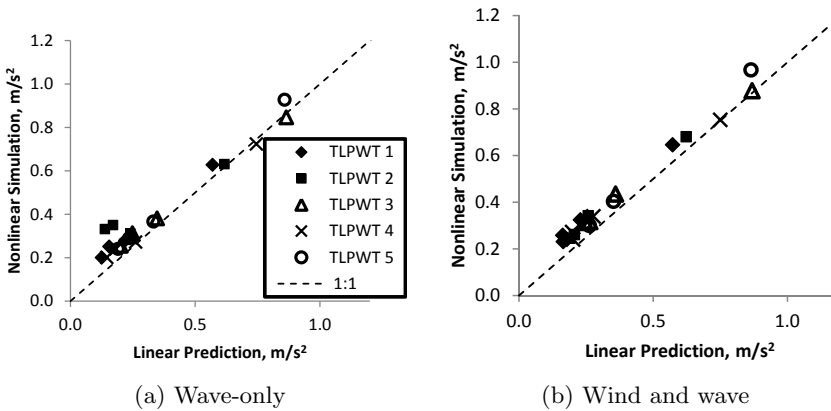 Nonlinear Simulation, m/s²
1.2
1.0
0.8
0.6
0.4
0.2
0.0
0.0
0.5
1.0
Linear Prediction, m/s²
TLPWT 1
TLPWT 2
TLPWT 3
TLPWT 4
TLPWT 5
1:1
(a) Wave-only
Nonlinear Simulation, m/s²
1.2
1.0
0.8
0.6
0.4
0.2
0.0
0.0
0.5
1.0
Linear Prediction, m/s²
(b) Wind and wave